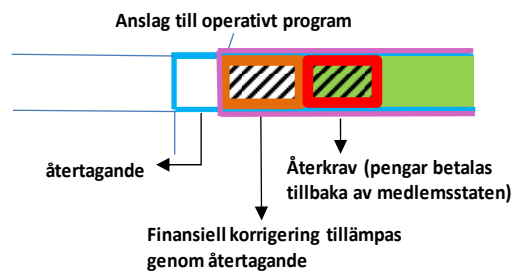 Anslag till operativt program
återtagande
Återkrav (pengar betalas
tillbaka av medlemsstaten)
Finansiell korrigering tillämpas
genom återtagande